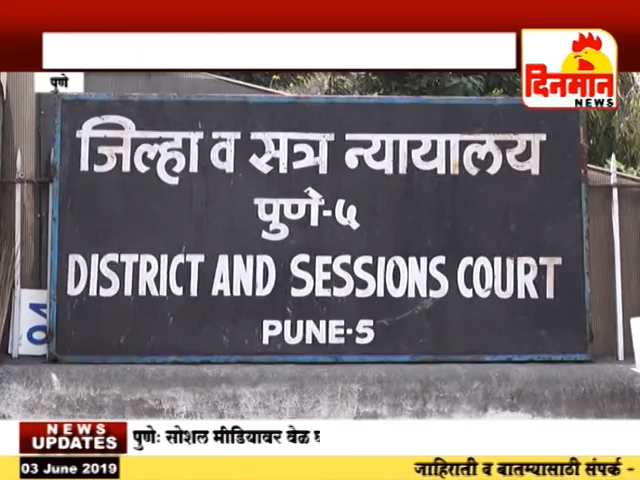 दिनमान
NEWS
पुणे
जिल्हा व सत्र न्यायालय
पुणे-५
DISTRICT AND SESSIONS COURT
PUNE-5
NEWS
UPDATES
पुणेः सोशल मीडियावर वेळ
03 June 2019
जाहिराती व बातम्यासाठी संपर्क -